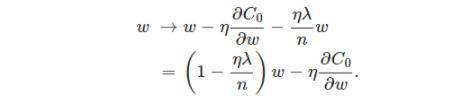 w → w − η ∂C₀/∂w − ηλ/n w
= (1 − ηλ/n) w − η ∂C₀/∂w.